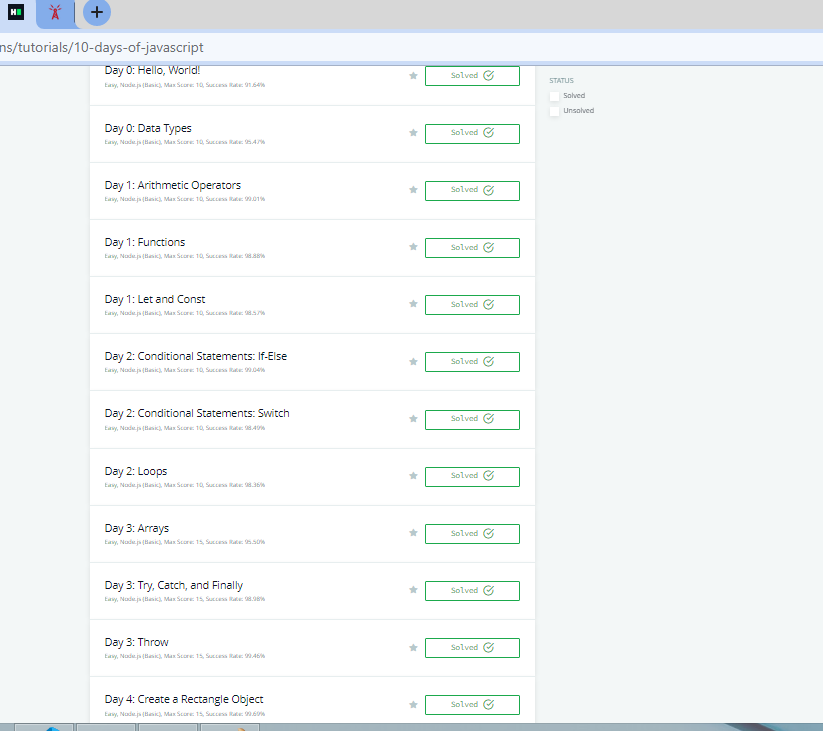 ns/tutorials/10-days-of-javascript
Day 0: Hello, World!
Easy, Node.js (Basic), Max Score: 10, Success Rate: 91.64%
Solved
Day 0: Data Types
Easy, Node.js (Basic), Max Score: 10, Success Rate: 95.47%
Solved
Day 1: Arithmetic Operators
Easy, Node.js (Basic), Max Score: 10, Success Rate: 99.01%
Solved
Day 1: Functions
Easy, Node.js (Basic), Max Score: 10, Success Rate: 98.88%
Solved
Day 1: Let and Const
Easy, Node.js (Basic), Max Score: 10, Success Rate: 98.57%
Solved
Day 2: Conditional Statements: If-Else
Easy, Node.js (Basic), Max Score: 10, Success Rate: 99.04%
Solved
Day 2: Conditional Statements: Switch
Easy, Node.js (Basic), Max Score: 10, Success Rate: 98.49%
Solved
Day 2: Loops
Easy, Node.js (Basic), Max Score: 10, Success Rate: 98.36%
Solved
Day 3: Arrays
Easy, Node.js (Basic), Max Score: 15, Success Rate: 95.50%
Solved
Day 3: Try, Catch, and Finally
Easy, Node.js (Basic), Max Score: 15, Success Rate: 98.98%
Solved
Day 3: Throw
Easy, Node.js (Basic), Max Score: 15, Success Rate: 99.46%
Solved
Day 4: Create a Rectangle Object
Easy, Node.js (Basic), Max Score: 15, Success Rate: 99.69%
Solved
STATUS
Solved
Unsolved